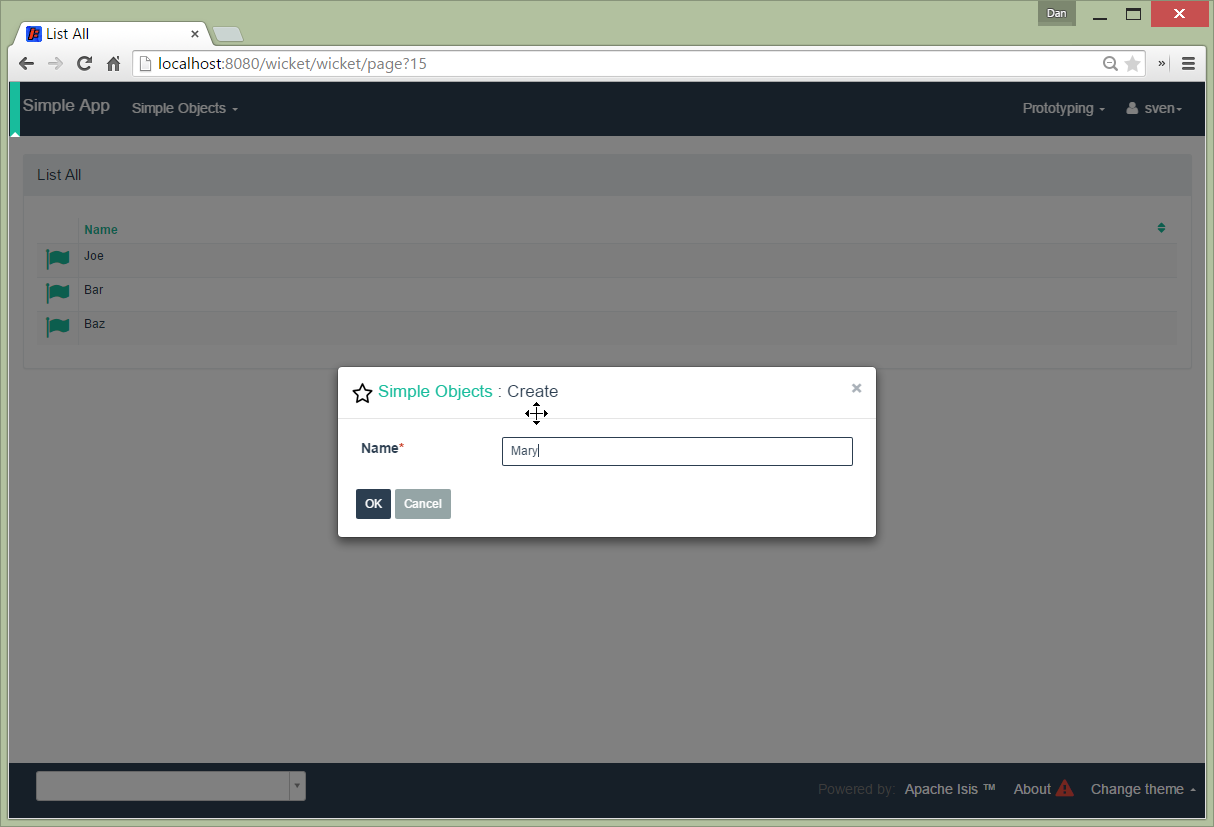 Dan
List All
localhost:8080/wicket/wicket/page?15
Simple App Simple Objects Prototyping sven
List All
Name
Joe
Bar
Baz
Simple Objects : Create
Name*
Mary
OK Cancel
Powered by: Apache Isis ™ About Change theme